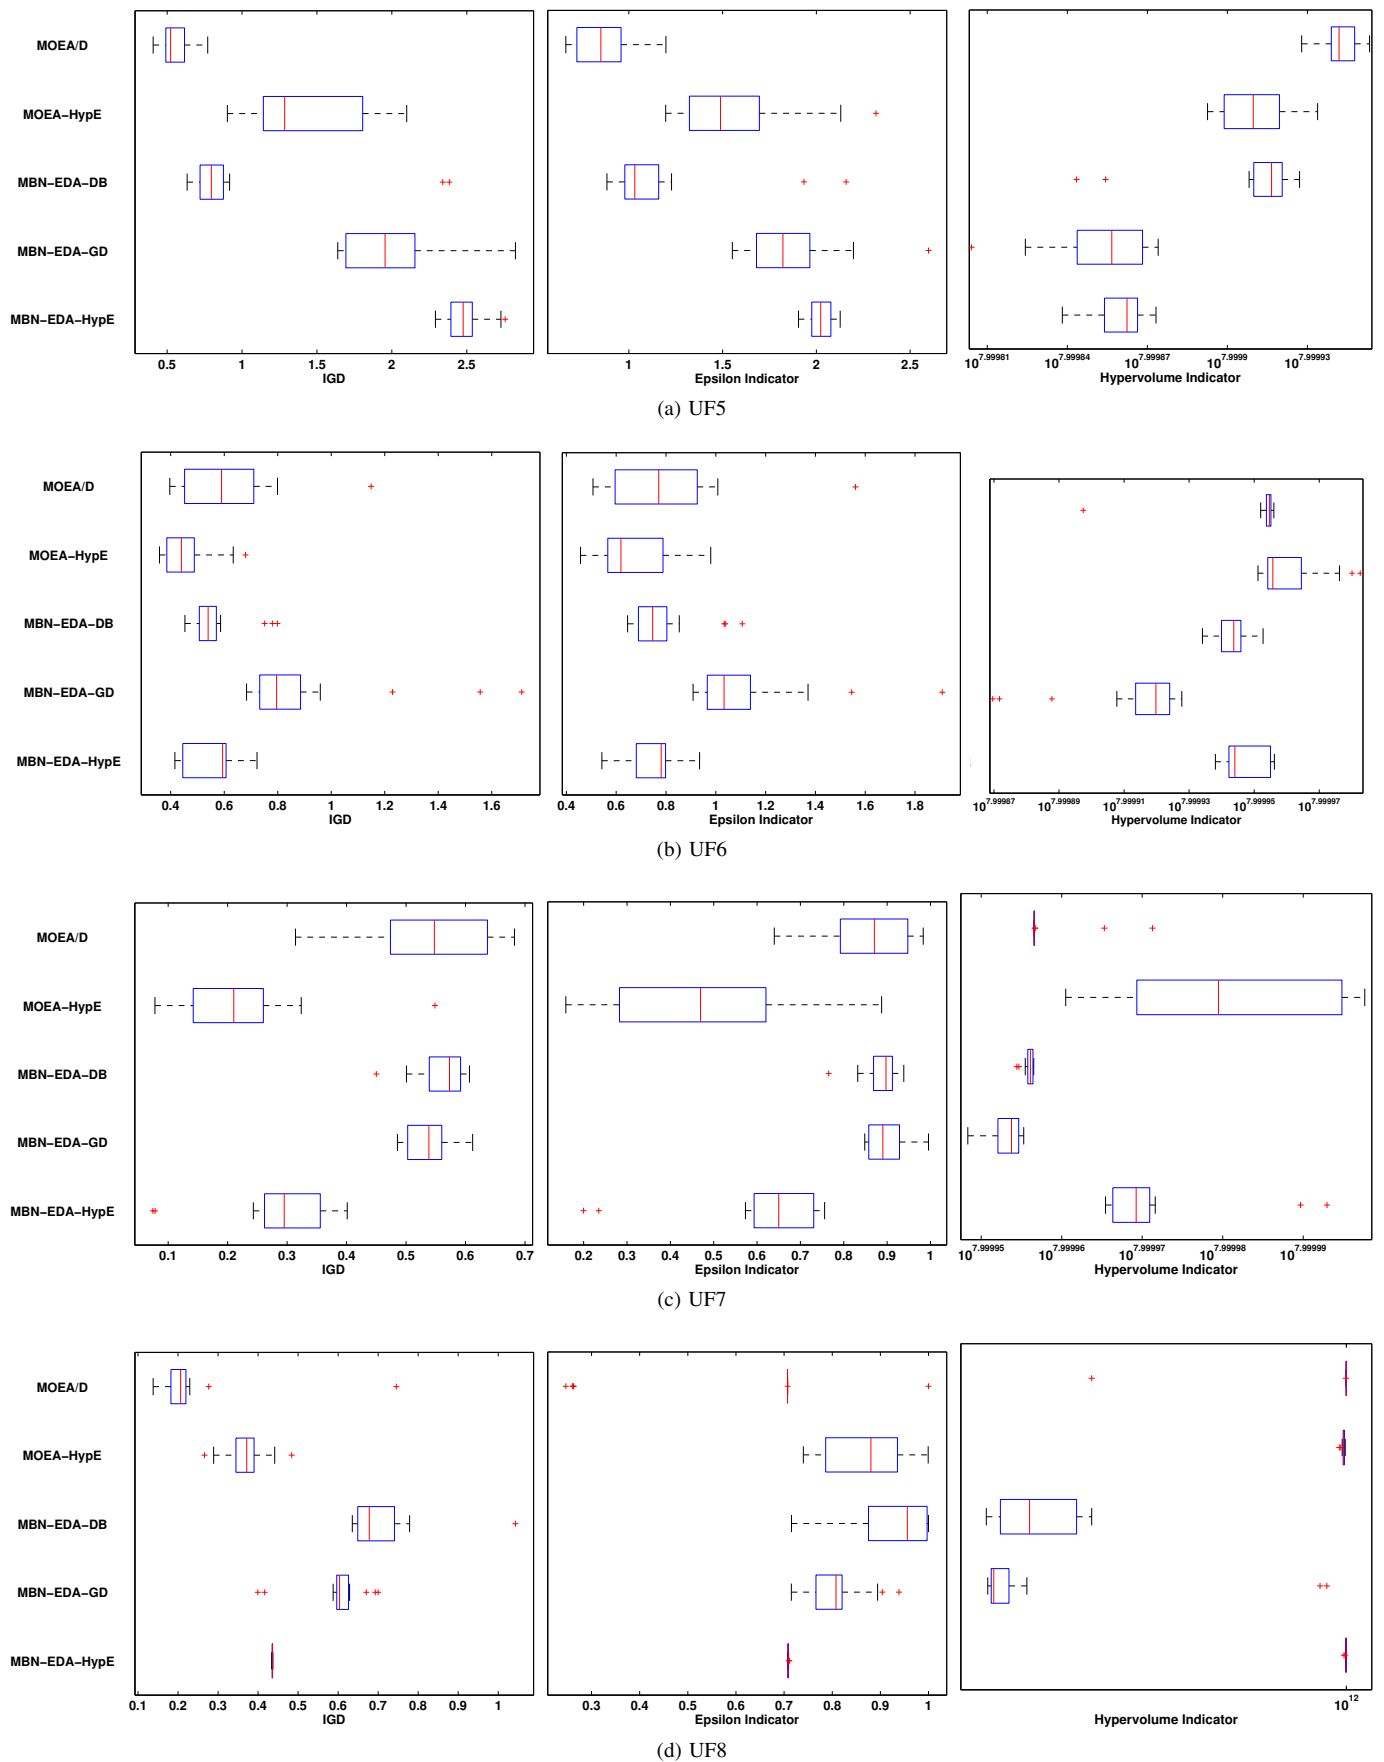 MOEA/D
MOEA−HypE
MBN−EDA−DB
MBN−EDA−GD
MBN−EDA−HypE
0.5 1 1.5 2 2.5
IGD
1 1.5 2 2.5
Epsilon Indicator
10^7.99981 10^7.99984 10^7.99987 10^7.9999 10^7.99993
Hypervolume Indicator
(a) UF5
MOEA/D
MOEA−HypE
MBN−EDA−DB
MBN−EDA−GD
MBN−EDA−HypE
0.4 0.6 0.8 1 1.2 1.4 1.6
IGD
0.4 0.6 0.8 1 1.2 1.4 1.6 1.8
Epsilon Indicator
10^7.99987 10^7.99989 10^7.99991 10^7.99993 10^7.99995 10^7.99997
Hypervolume Indicator
(b) UF6
MOEA/D
MOEA−HypE
MBN−EDA−DB
MBN−EDA−GD
MBN−EDA−HypE
0.1 0.2 0.3 0.4 0.5 0.6 0.7
IGD
0.2 0.3 0.4 0.5 0.6 0.7 0.8 0.9 1
Epsilon Indicator
10^7.99995 10^7.99996 10^7.99997 10^7.99998 10^7.99999
Hypervolume Indicator
(c) UF7
MOEA/D
MOEA−HypE
MBN−EDA−DB
MBN−EDA−GD
MBN−EDA−HypE
0.1 0.2 0.3 0.4 0.5 0.6 0.7 0.8 0.9 1
IGD
0.3 0.4 0.5 0.6 0.7 0.8 0.9 1
Epsilon Indicator
10^12
Hypervolume Indicator
(d) UF8